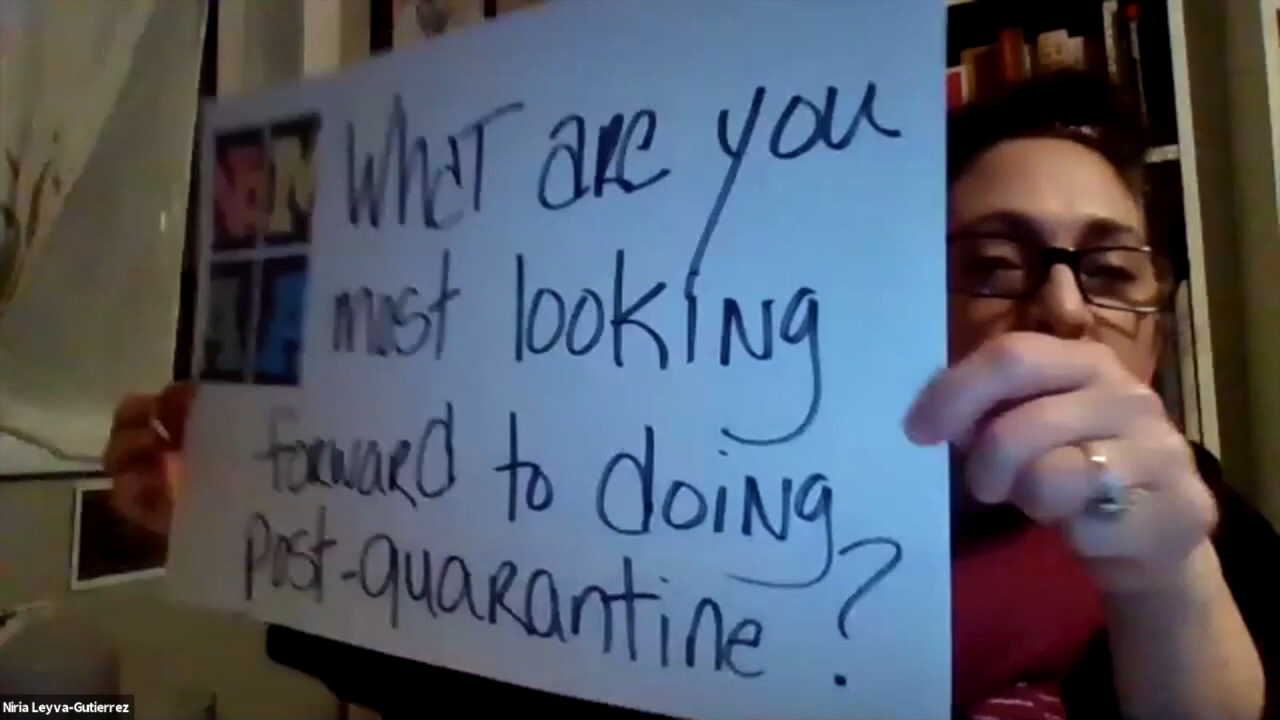 What are you
most looking
forward to doing
post-quarantine?
Niria Leyva-Gutierrez